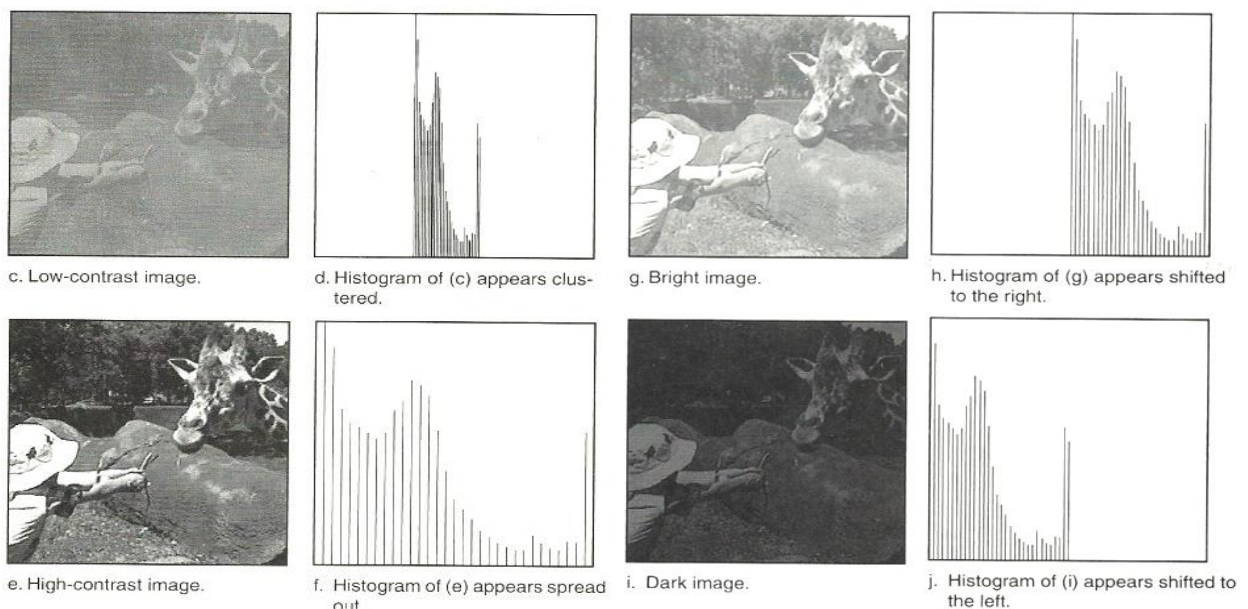 c. Low-contrast image.
d. Histogram of (c) appears clus-
tered.
g. Bright image.
h. Histogram of (g) appears shifted
to the right.
e. High-contrast image.
f. Histogram of (e) appears spread
out.
i. Dark image.
j. Histogram of (i) appears shifted to
the left.